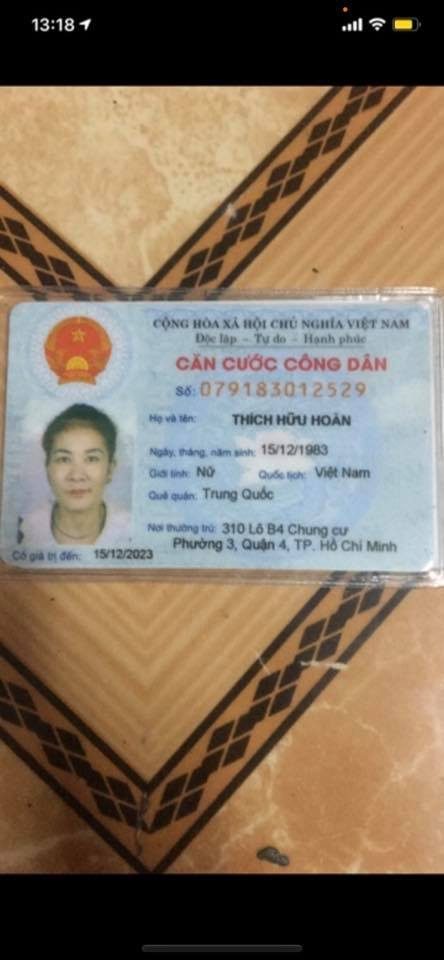 13:18
CỘNG HÒA XÃ HỘI CHỦ NGHĨA VIỆT NAM
Độc lập – Tự do – Hạnh phúc
CĂN CƯỚC CÔNG DÂN
Số: 079183012529
Họ và tên: THÍCH HỮU HOÀN
Ngày, tháng, năm sinh: 15/12/1983
Giới tính: Nữ Quốc tịch: Việt Nam
Quê quán: Trung Quốc
Nơi thường trú: 310 Lô B4 Chung cư
Phường 3, Quận 4, TP. Hồ Chí Minh
Có giá trị đến: 15/12/2023